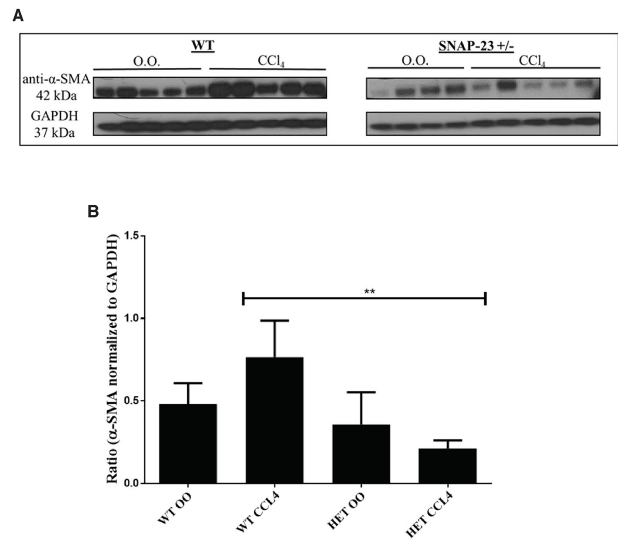 A
WT
SNAP-23 +/-
O.O.
CCl4
O.O.
CCl4
anti-α-SMA
42 kDa
GAPDH
37 kDa
B
Ratio (α-SMA normalized to GAPDH)
1.5
1.0
0.5
0.0
**
WT OO
WT CCL4
HET OO
HET CCL4